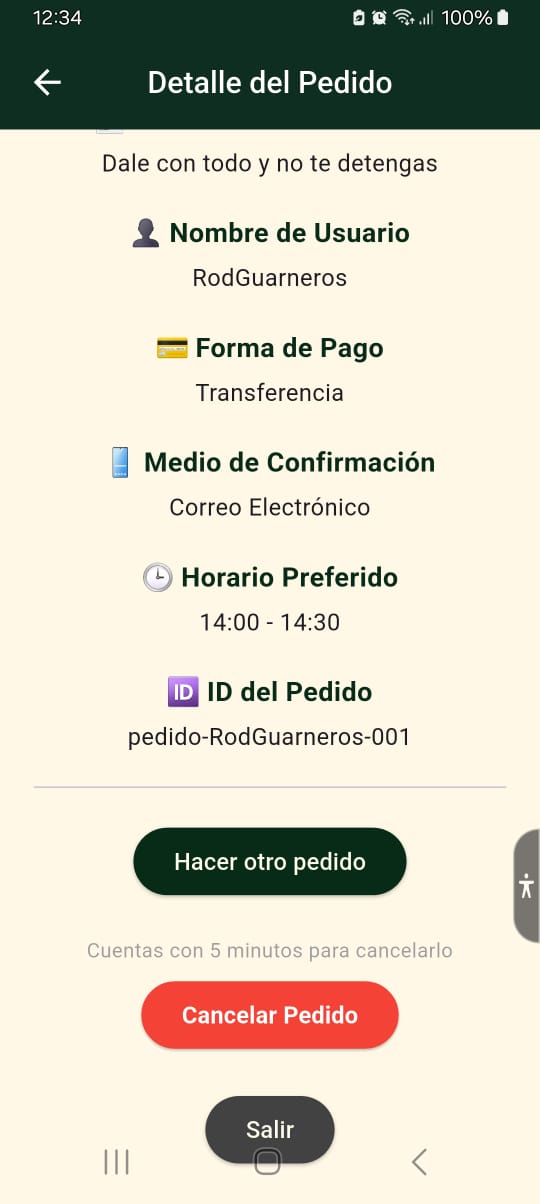 12:34
100%
Detalle del Pedido
Dale con todo y no te detengas
Nombre de Usuario
RodGuarneros
Forma de Pago
Transferencia
Medio de Confirmación
Correo Electrónico
Horario Preferido
14:00 - 14:30
ID ID del Pedido
pedido-RodGuarneros-001
Hacer otro pedido
Cuentas con 5 minutos para cancelarlo
Cancelar Pedido
Salir